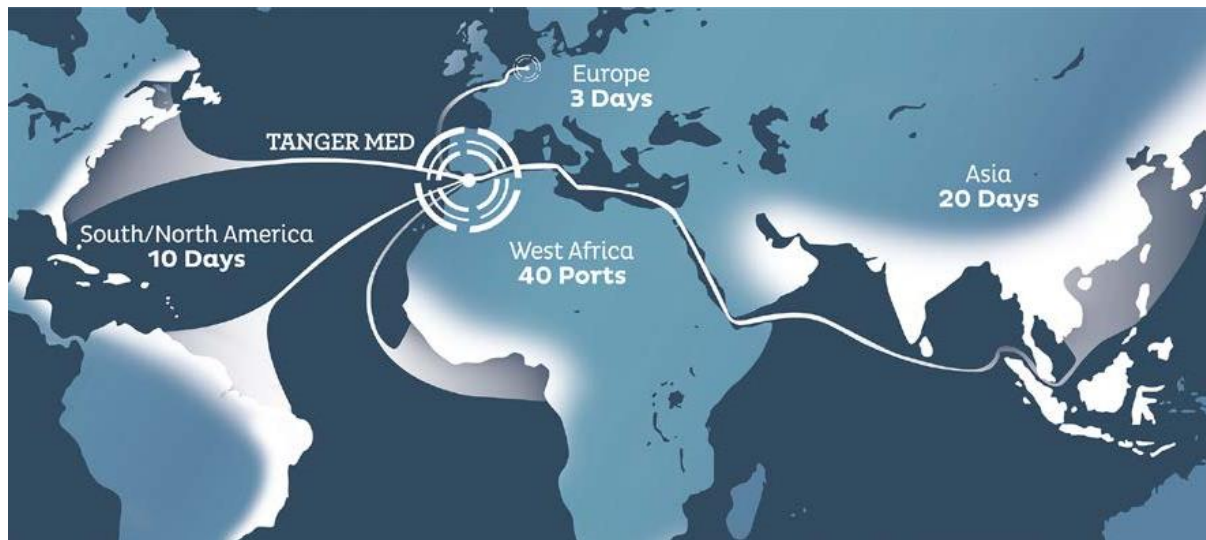 Europe
3 Days
TANGER MED
Asia
20 Days
South/North America
10 Days
West Africa
40 Ports